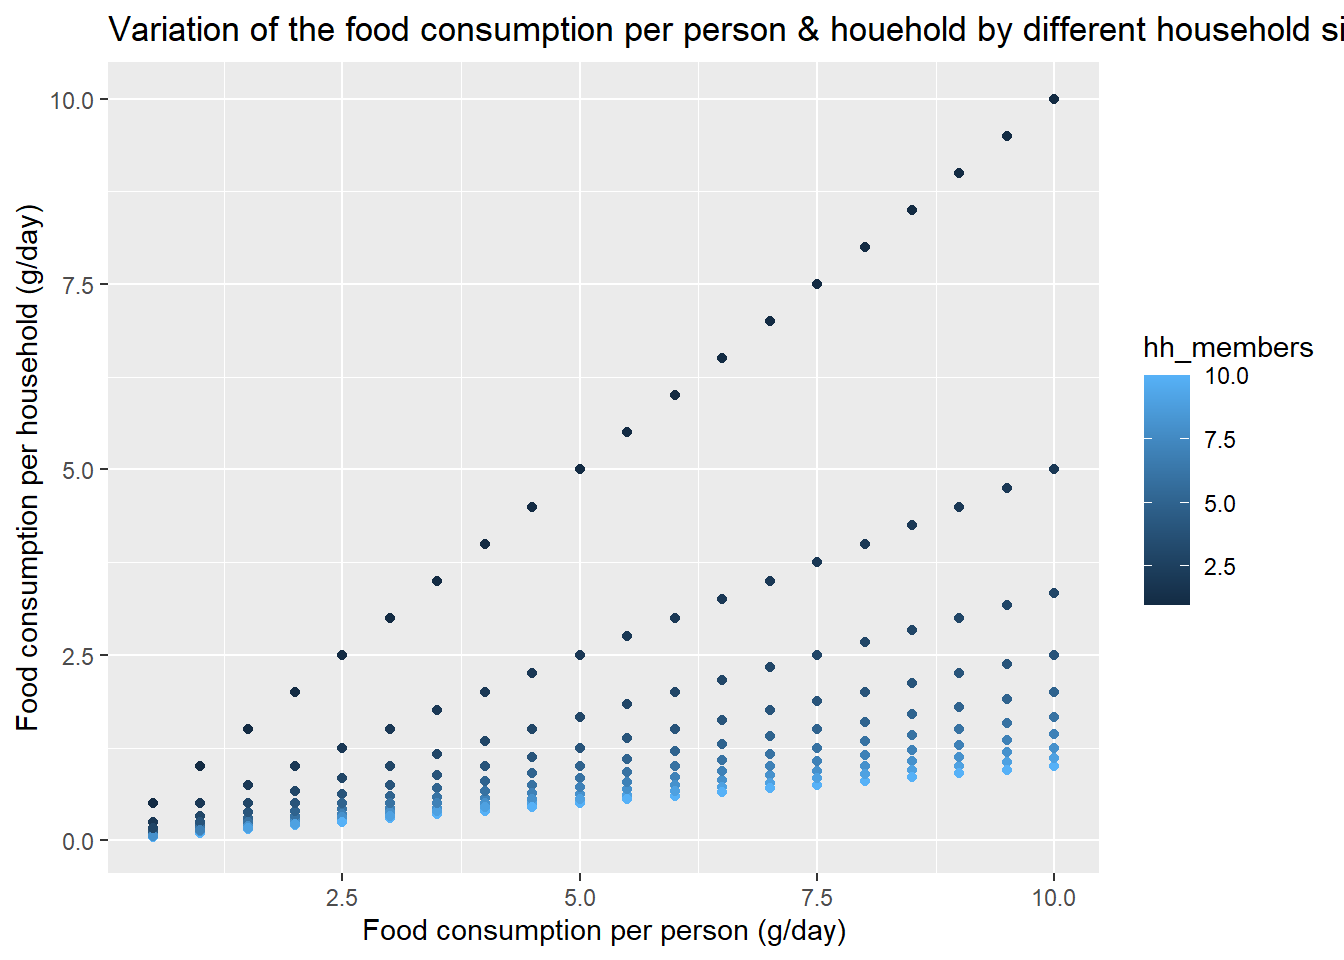 Variation of the food consumption per person & houehold by different household si
Food consumption per household (g/day)
10.0
7.5
5.0
2.5
0.0
2.5 5.0 7.5 10.0
Food consumption per person (g/day)
hh_members
10.0
7.5
5.0
2.5